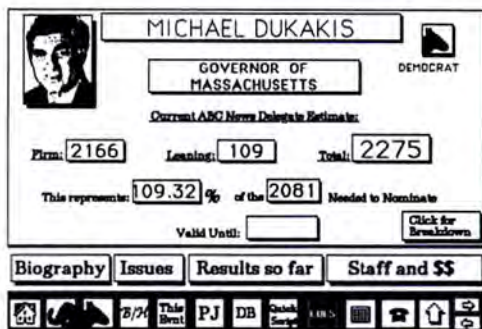 MICHAEL DUKAKIS
GOVERNOR OF
MASSACHUSETTS
DEMOCRAT
Current ABC News Delegate Estimate:
Firm: 2166 Leaning: 109 Total: 2275
This represents: 109.32 % of the 2081 Needed to Nominate
Valid Until:
Click for
Breakdown
Biography Issues Results so far Staff and $$
B/H This
Evnt PJ DB Quick
Script